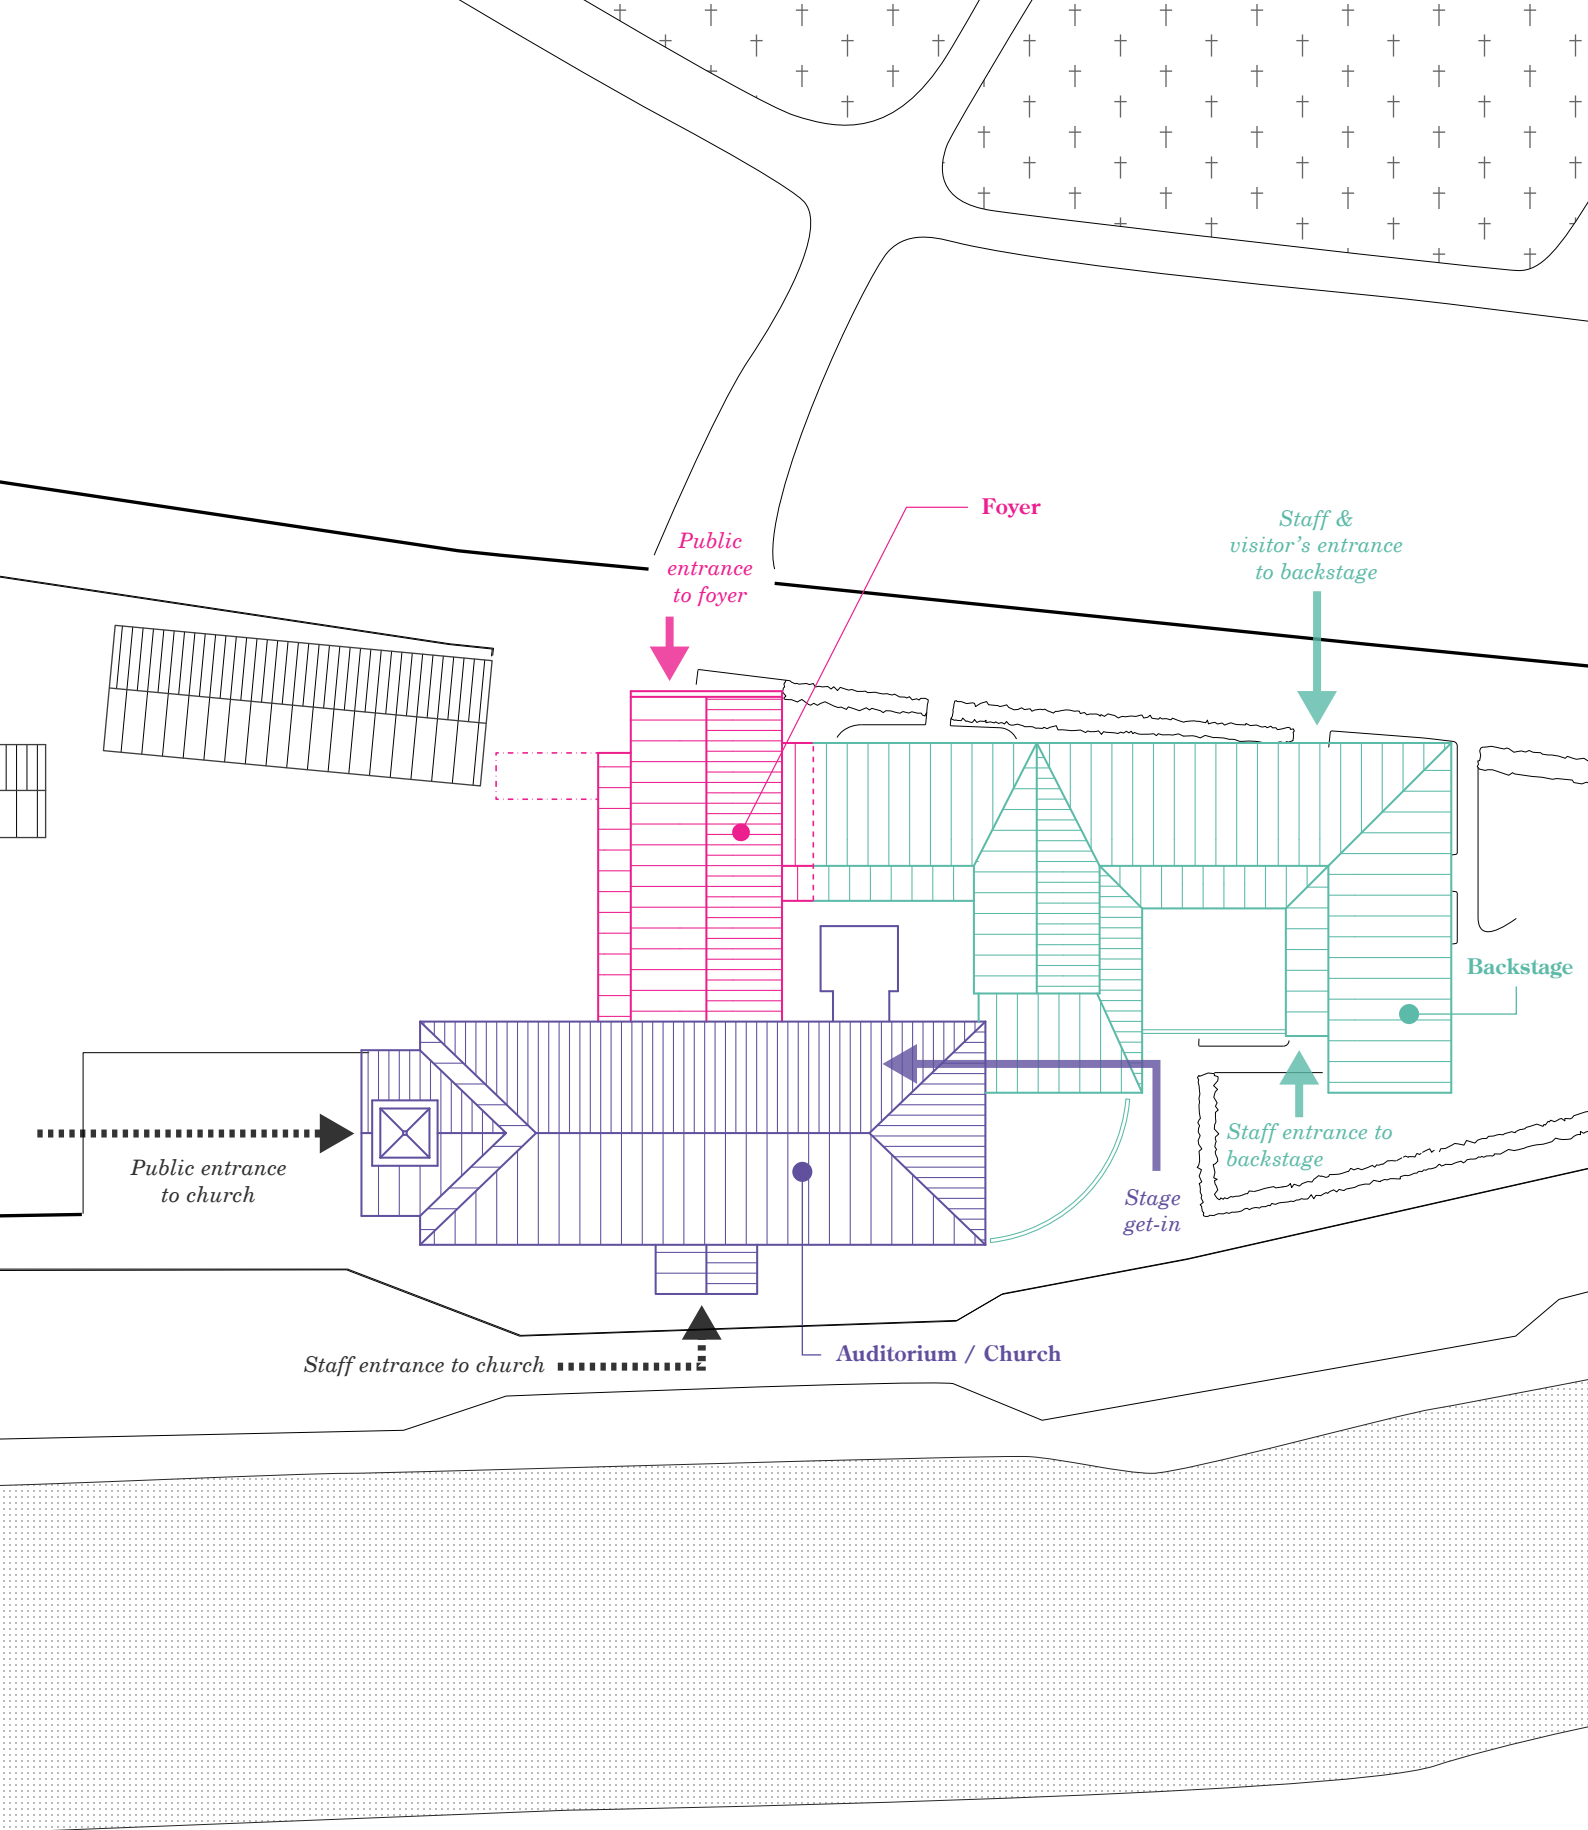 Foyer
Staff &
visitor's entrance
to backstage
Public
entrance
to foyer
Backstage
Public entrance
to church
Staff entrance to
backstage
Stage
get-in
Auditorium / Church
Staff entrance to church